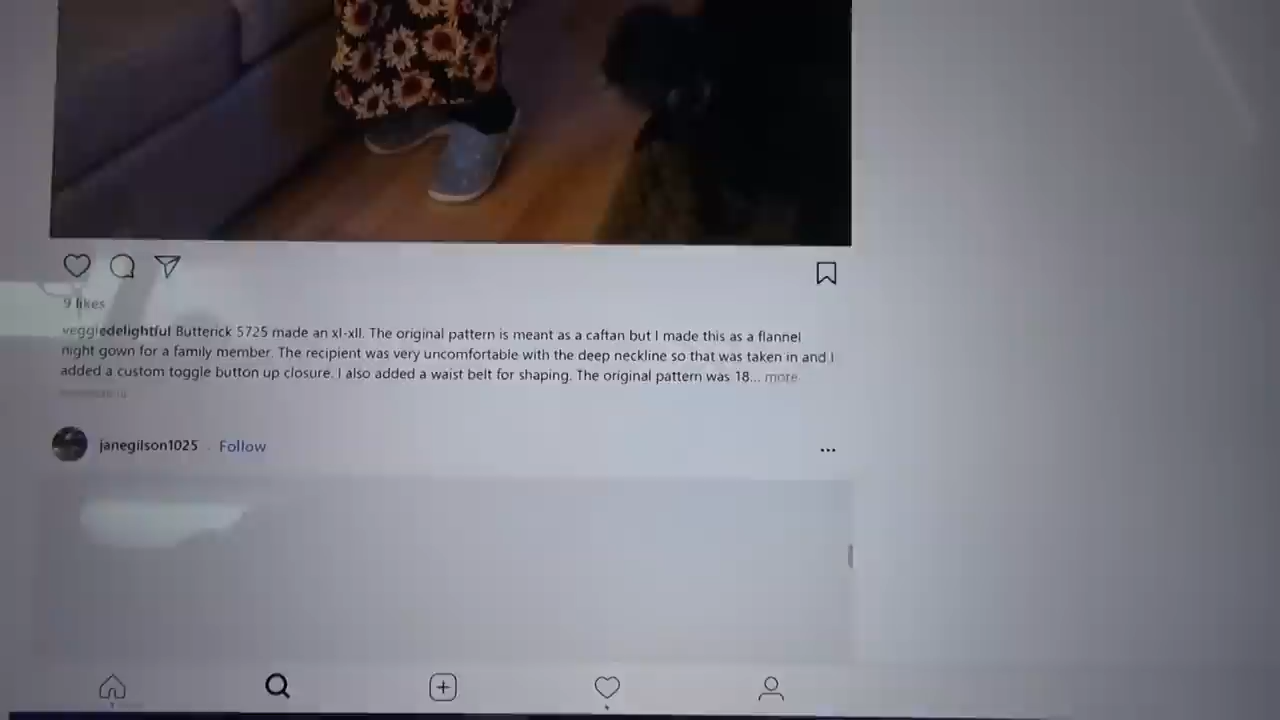 9 likes
veggiedelightful Butterick 5725 made an xl-xll. The original pattern is meant as a caftan but I made this as a flannel
night gown for a family member. The recipient was very uncomfortable with the deep neckline so that was taken in and I
added a custom toggle button up closure. I also added a waist belt for shaping. The original pattern was 18... more
janegilson1025 . Follow